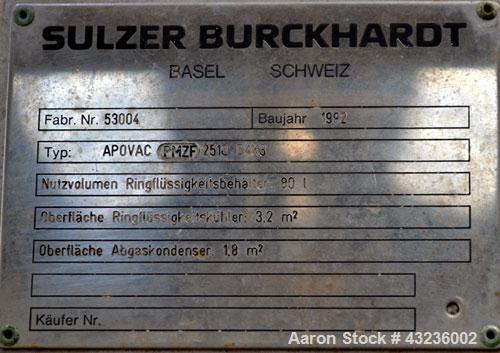 SULZER BURCKHARDT
BASEL SCHWEIZ
Fabr. Nr. 53004 Baujahr 1992
Typ: APOVAC PMZF
Nutzvolumen Ringflüssigkeitsbehälter 80 l
Oberfläche Ringflüssigkeitskühler: 3,2 m²
Oberfläche Abgaskondenser: 1,8 m²
Käufer Nr.
Aaron Stock # 43236002